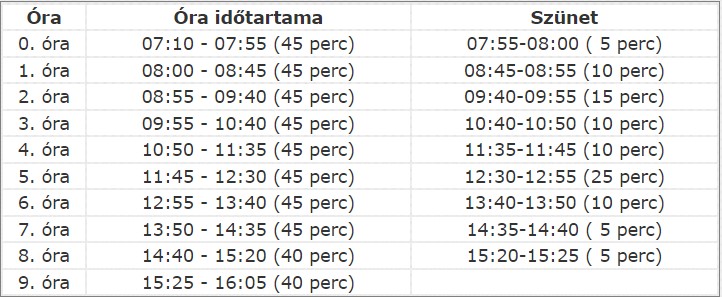 Óra Óra időtartama Szünet
0. óra 07:10 - 07:55 (45 perc) 07:55-08:00 ( 5 perc)
1. óra 08:00 - 08:45 (45 perc) 08:45-08:55 (10 perc)
2. óra 08:55 - 09:40 (45 perc) 09:40-09:55 (15 perc)
3. óra 09:55 - 10:40 (45 perc) 10:40-10:50 (10 perc)
4. óra 10:50 - 11:35 (45 perc) 11:35-11:45 (10 perc)
5. óra 11:45 - 12:30 (45 perc) 12:30-12:55 (25 perc)
6. óra 12:55 - 13:40 (45 perc) 13:40-13:50 (10 perc)
7. óra 13:50 - 14:35 (45 perc) 14:35-14:40 ( 5 perc)
8. óra 14:40 - 15:20 (40 perc) 15:20-15:25 ( 5 perc)
9. óra 15:25 - 16:05 (40 perc)